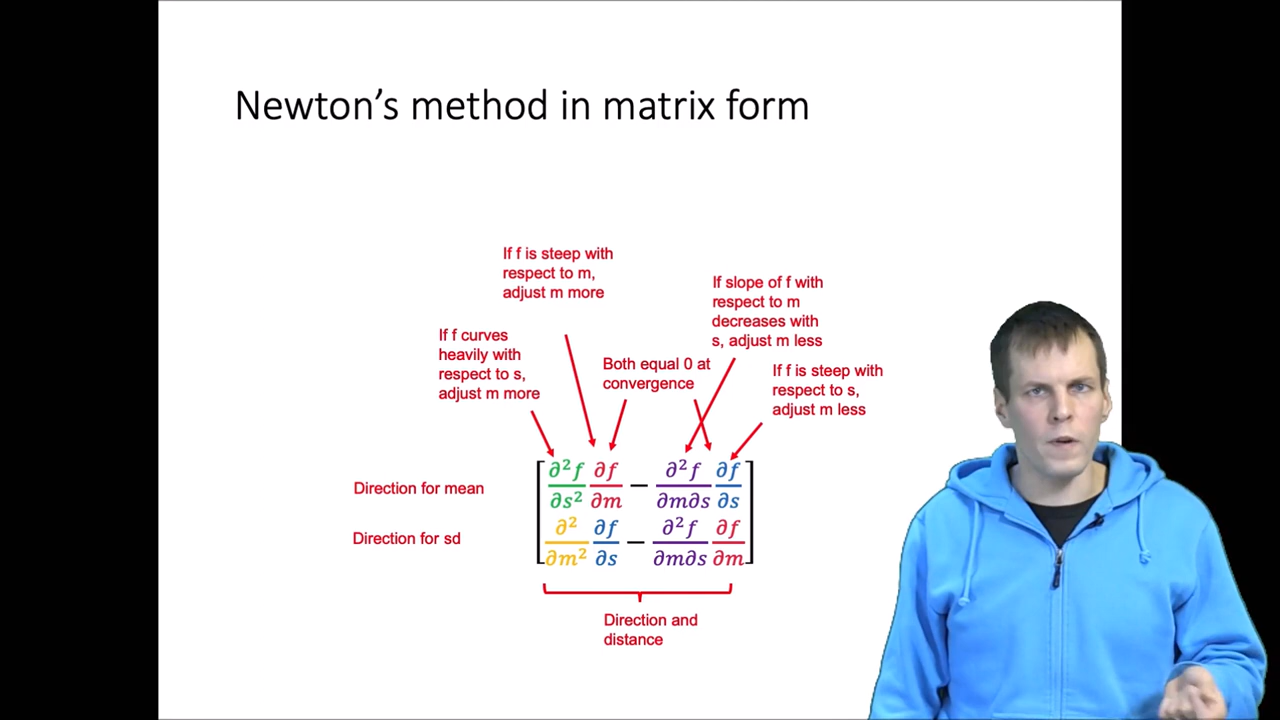 Newton's method in matrix form
If f is steep with
respect to m,
adjust m more
If slope of f with
respect to m
decreases with
s, adjust m less
If f curves
heavily with
respect to s,
adjust m more
Both equal 0 at
convergence
If f is steep with
respect to s,
adjust m less
Direction for mean
∂²f/∂s² ∂f/∂m − ∂²f/∂m∂s ∂f/∂s
Direction for sd
∂²/∂m² ∂f/∂s − ∂²f/∂m∂s ∂f/∂m
Direction and
distance